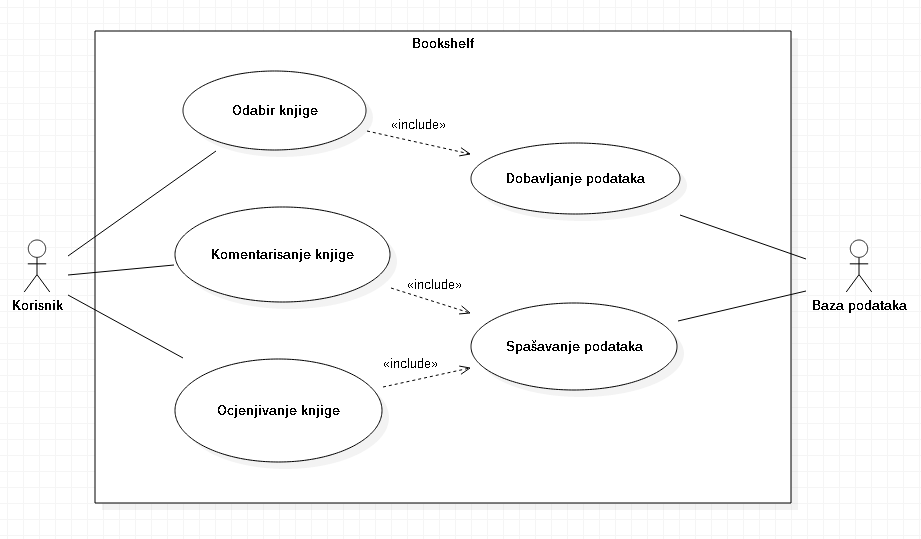 Bookshelf
Odabir knjige
«include»
Dobavljanje podataka
Komentarisanje knjige
«include»
Korisnik
Baza podataka
Spašavanje podataka
«include»
Ocjenjivanje knjige